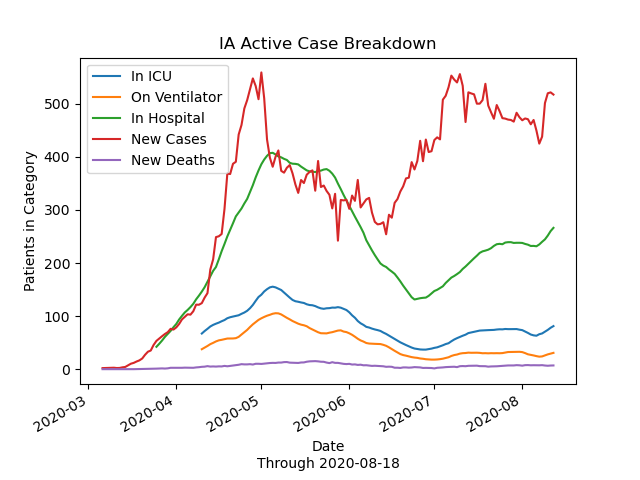 IA Active Case Breakdown
In ICU
On Ventilator
In Hospital
New Cases
New Deaths
Patients in Category
500
400
300
200
100
0
2020-03
2020-04
2020-05
2020-06
2020-07
2020-08
Date
Through 2020-08-18